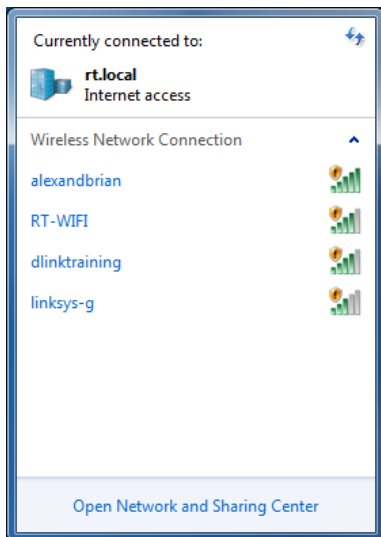 Currently connected to:
rt.local
Internet access
Wireless Network Connection
alexandbrian
RT-WIFI
dlinktraining
linksys-g
Open Network and Sharing Center